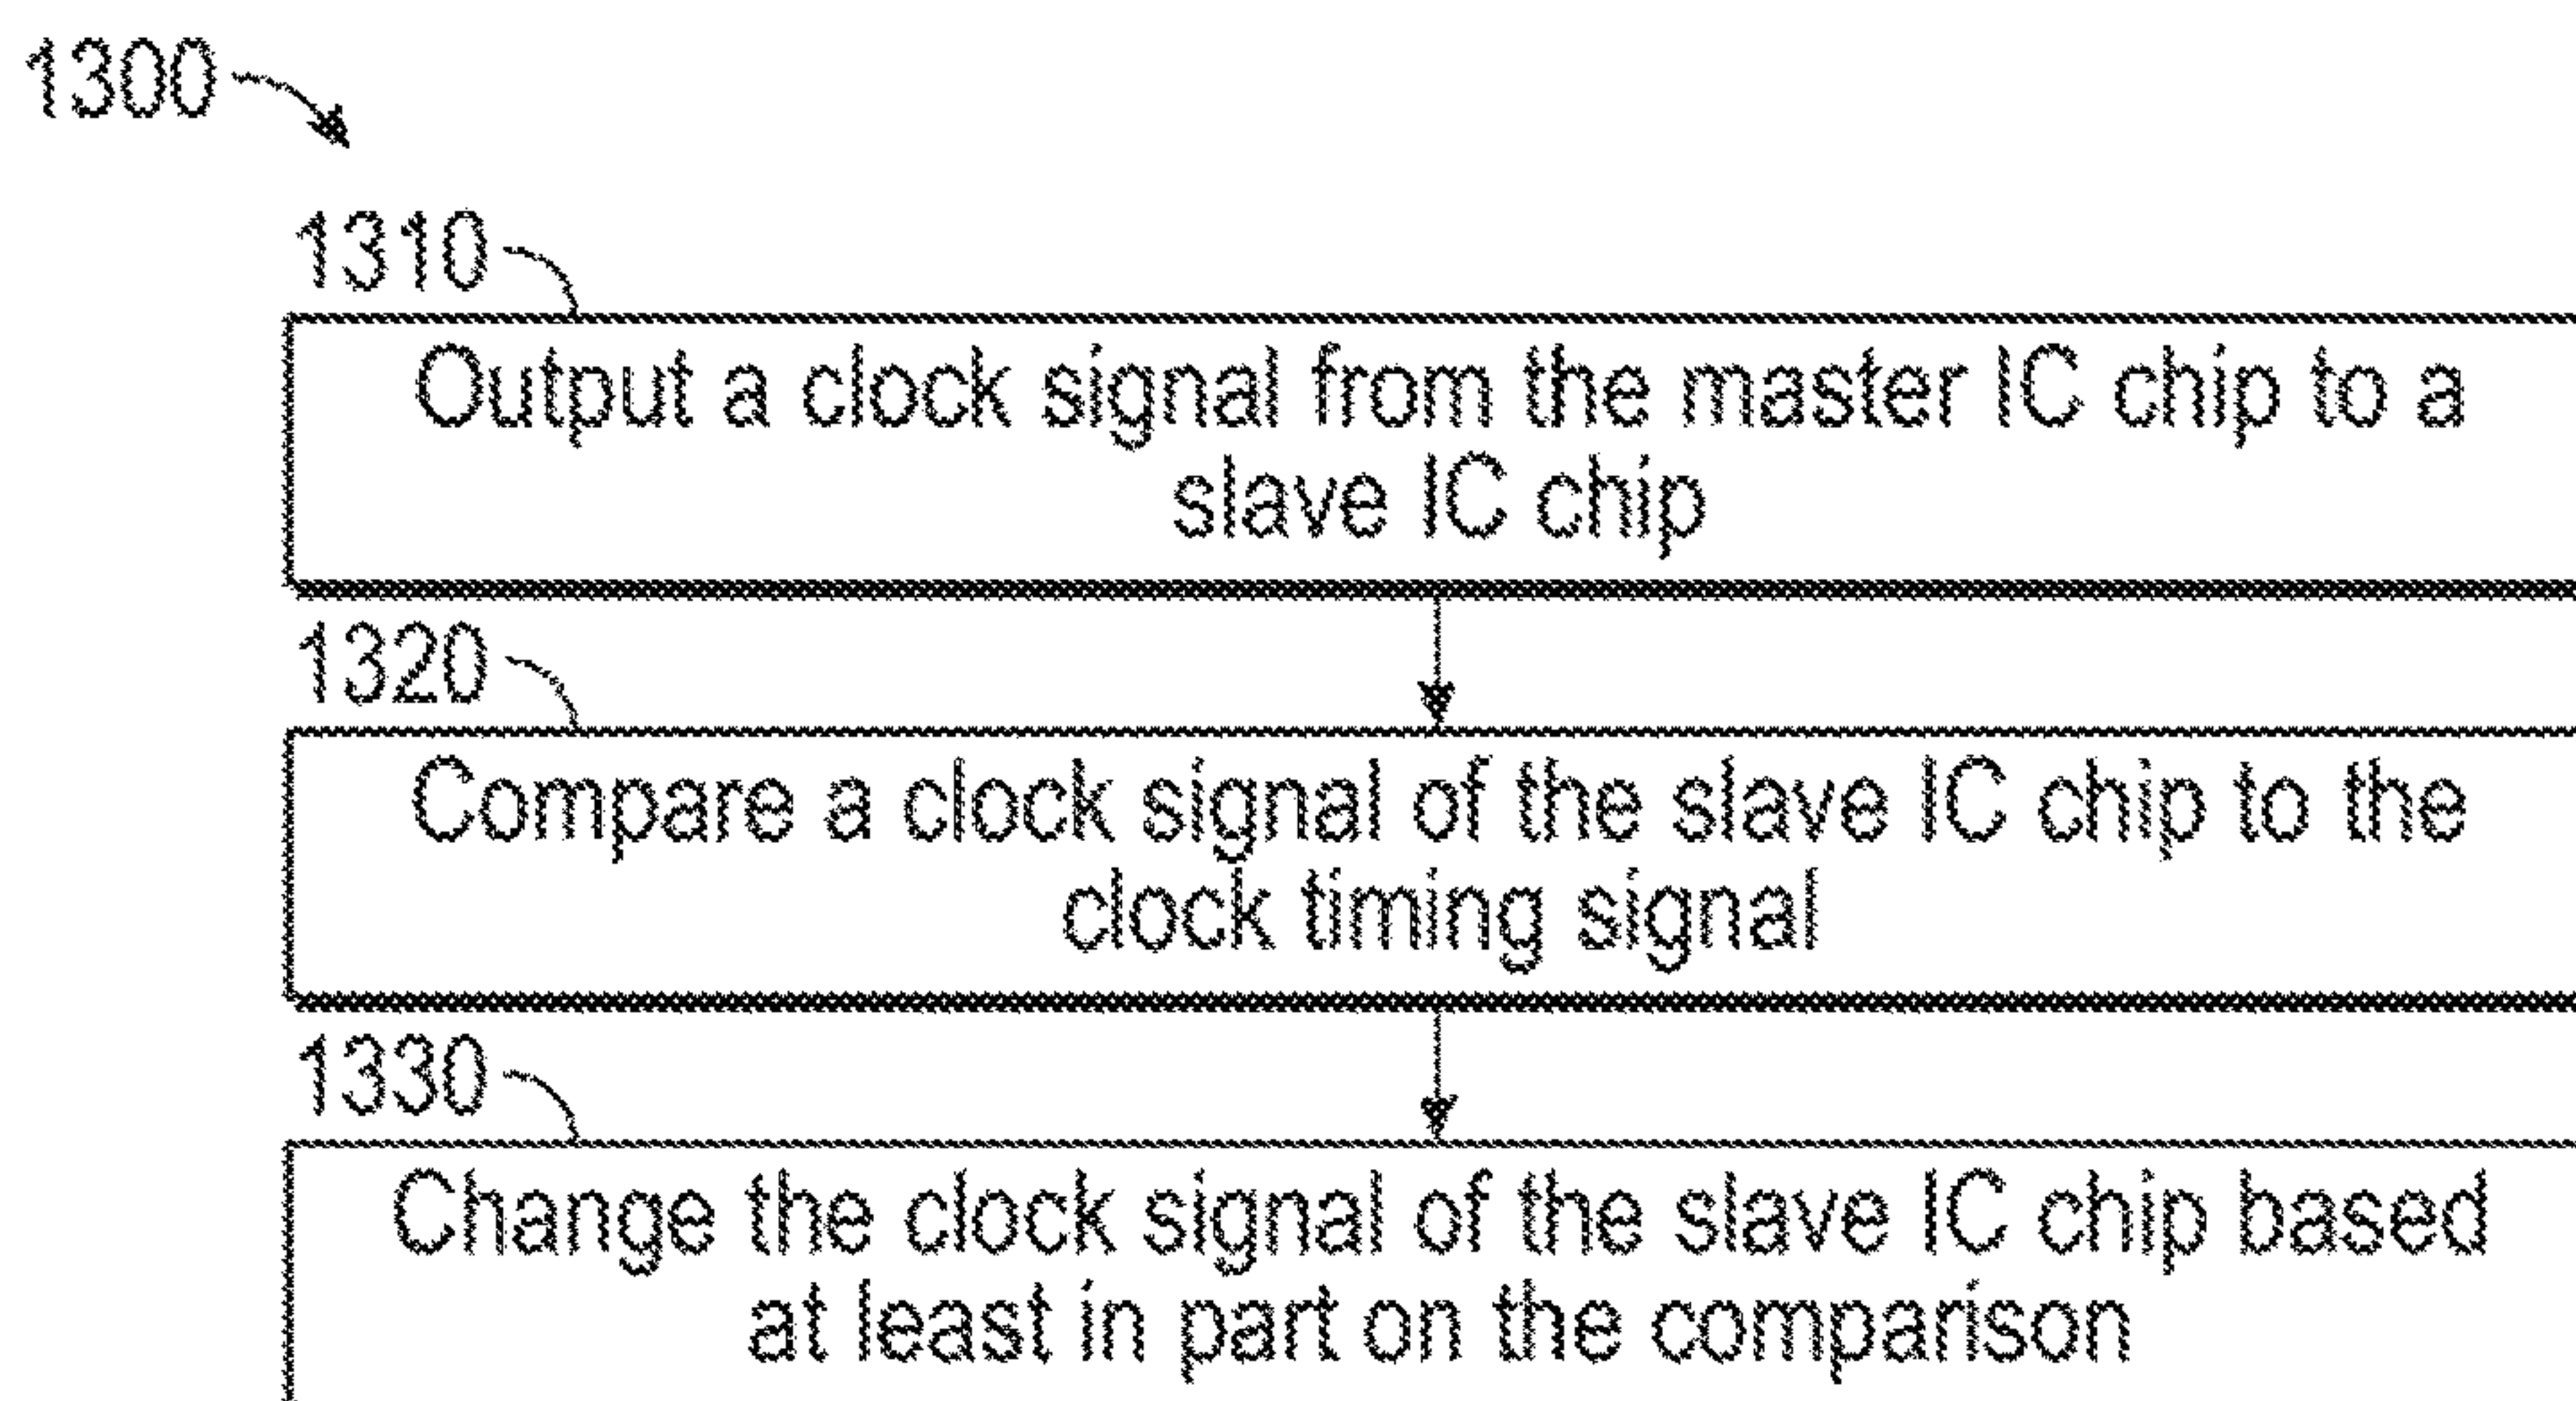 1300
1310
Output a clock signal from the master IC chip to a
slave IC chip
1320
Compare a clock signal of the slave IC chip to the
clock timing signal
1330
Change the clock signal of the slave IC chip based
at least in part on the comparison